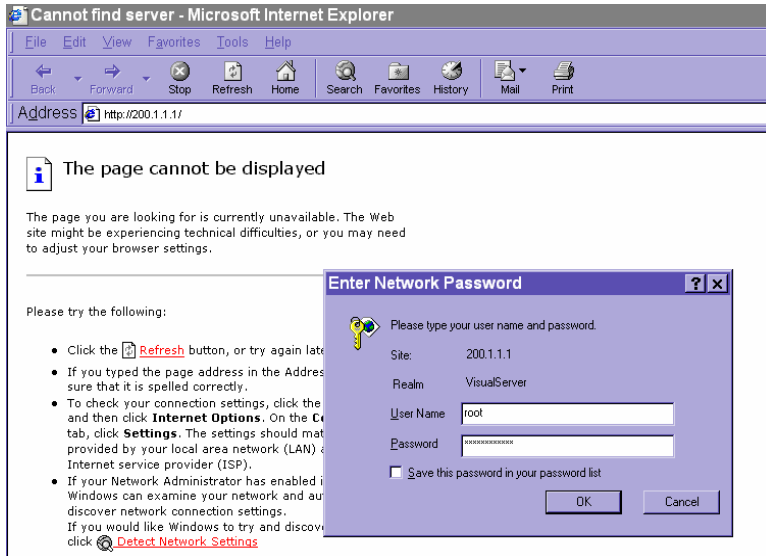 Cannot find server - Microsoft Internet Explorer
File Edit View Favorites Tools Help
Back Forward Stop Refresh Home Search Favorites History Mail Print
Address http://200.1.1.1/
The page cannot be displayed
The page you are looking for is currently unavailable. The Web
site might be experiencing technical difficulties, or you may need
to adjust your browser settings.
Please try the following:
Click the Refresh button, or try again late
If you typed the page address in the Addres
sure that it is spelled correctly.
To check your connection settings, click the
and then click Internet Options. On the Co
tab, click Settings. The settings should mat
provided by your local area network (LAN)
Internet service provider (ISP).
If your Network Administrator has enabled i
Windows can examine your network and au
discover network connection settings.
If you would like Windows to try and discov
click Detect Network Settings
Enter Network Password
? x
Please type your user name and password.
Site: 200.1.1.1
Realm VisualServer
User Name root
Password xxxxxxxxxxxx
Save this password in your password list
OK Cancel